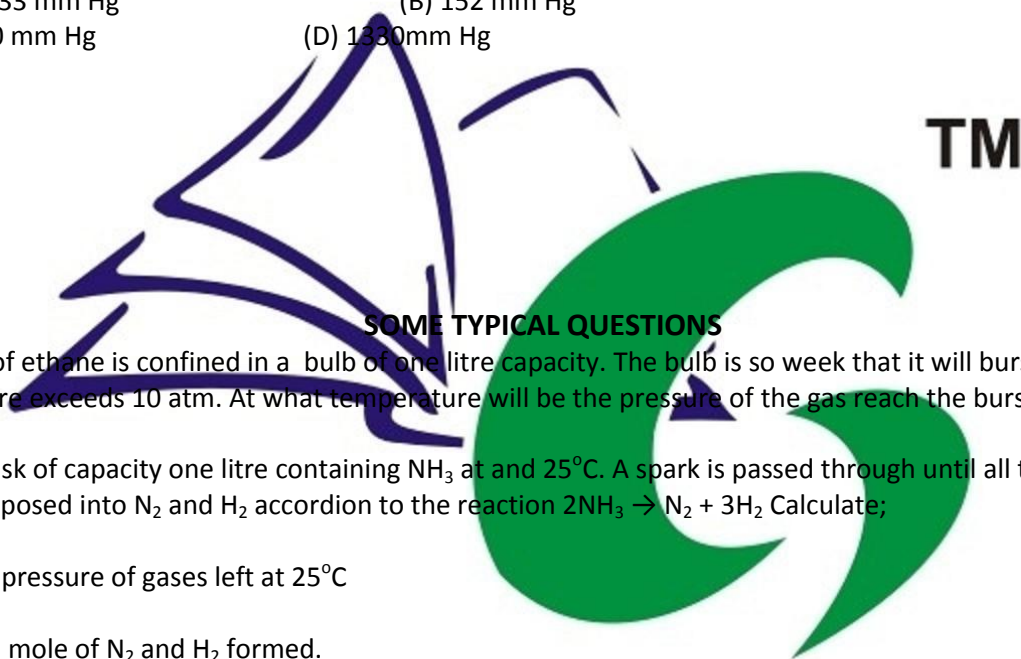 33 mm Hg (B) 152 mm Hg
0 mm Hg (D) 1330mm Hg
TM
SOME TYPICAL QUESTIONS
of ethane is confined in a bulb of one litre capacity. The bulb is so week that it will bur
re exceeds 10 atm. At what temperature will be the pressure of the gas reach the burs
sk of capacity one litre containing NH₃ at and 25°C. A spark is passed through until all t
posed into N₂ and H₂ accordion to the reaction 2NH₃ → N₂ + 3H₂ Calculate;
pressure of gases left at 25°C
mole of N₂ and H₂ formed.